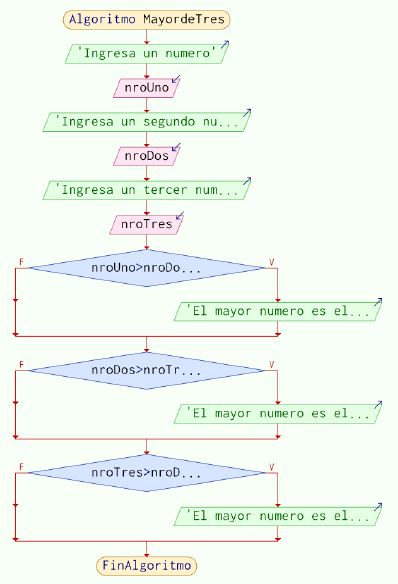 Algoritmo MayordeTres
'Ingresa un numero'
nroUno
'Ingresa un segundo nu...
nroDos
'Ingresa un tercer num...
nroTres
F
nroUno>nroDo...
V
'El mayor numero es el...
F
nroDos>nroTr...
V
'El mayor numero es el...
F
nroTres>nroD...
V
'El mayor numero es el...
FinAlgoritmo